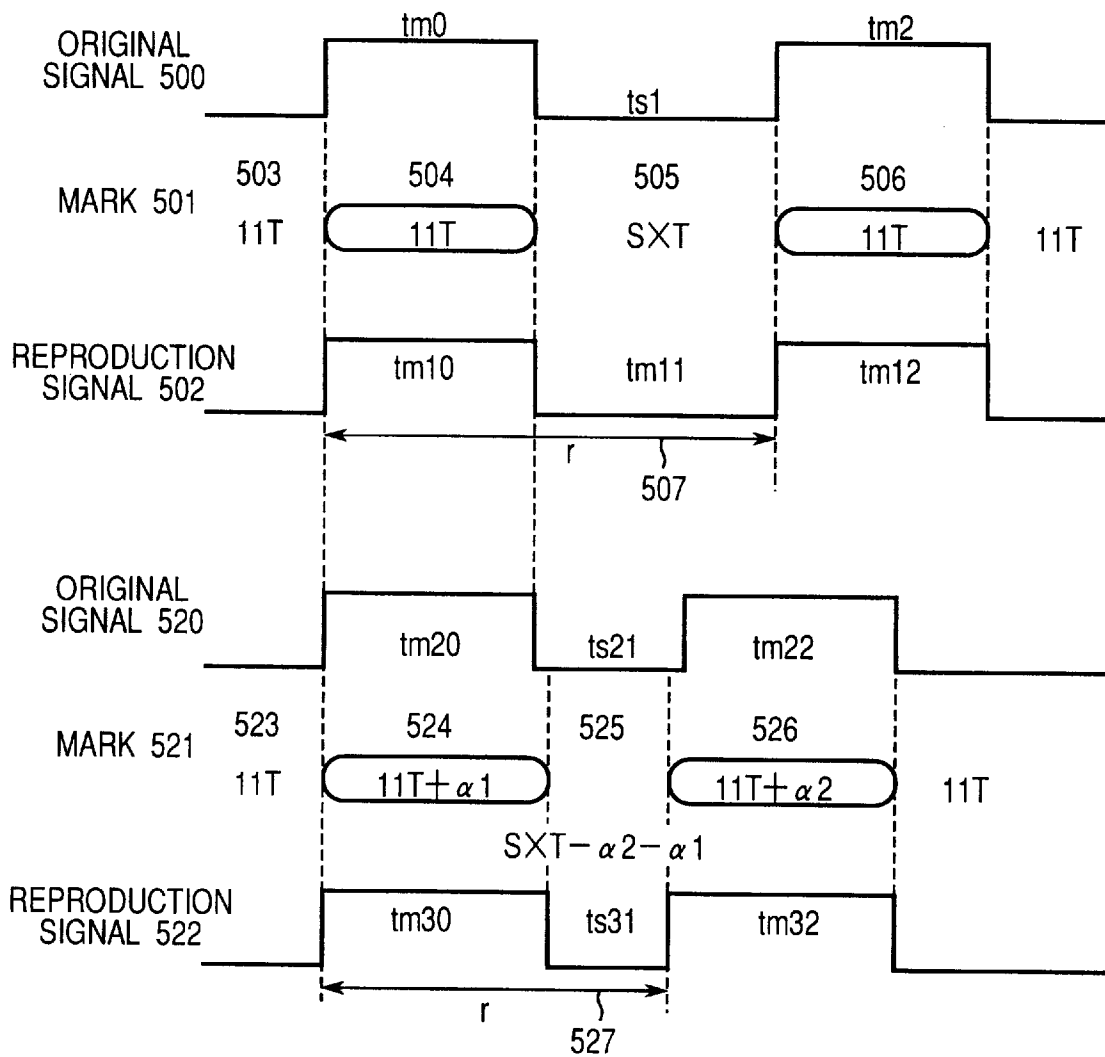 ORIGINAL
SIGNAL 500
tm0
ts1
tm2
MARK 501
503
504
505
506
11T
11T
SXT
11T
11T
REPRODUCTION
SIGNAL 502
tm10
tm11
tm12
r
507
ORIGINAL
SIGNAL 520
tm20
ts21
tm22
MARK 521
523
524
525
526
11T
11T+α1
11T+α2
11T
SXT-α2-α1
REPRODUCTION
SIGNAL 522
tm30
ts31
tm32
r
527